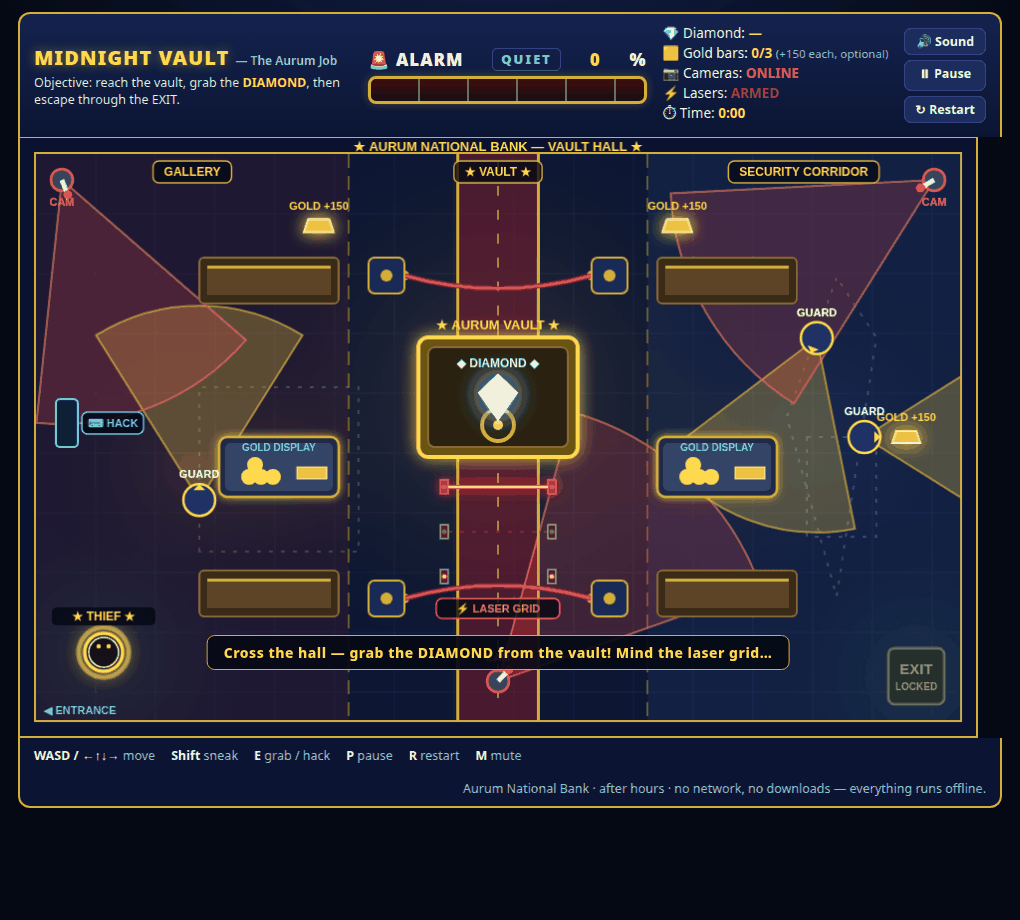 MIDNIGHT VAULT — The Aurum Job
Objective: reach the vault, grab the DIAMOND, then
escape through the EXIT.
🚨 ALARM QUIET 0 %
💎 Diamond: —
🟨 Gold bars: 0/3 (+150 each, optional)
📷 Cameras: ONLINE
⚡ Lasers: ARMED
⏱ Time: 0:00
🔊 Sound
⏸ Pause
↻ Restart
★ AURUM NATIONAL BANK — VAULT HALL ★
GALLERY
★ VAULT ★
SECURITY CORRIDOR
CAM
CAM
GOLD +150
GOLD +150
GUARD
★ AURUM VAULT ★
◆ DIAMOND ◆
⌨ HACK
GUARD
GOLD +150
GOLD DISPLAY
GOLD DISPLAY
GUARD
★ THIEF ★
⚡ LASER GRID
Cross the hall — grab the DIAMOND from the vault! Mind the laser grid…
EXIT
LOCKED
◀ ENTRANCE
WASD / ←↑↓→ move Shift sneak E grab / hack P pause R restart M mute
Aurum National Bank · after hours · no network, no downloads — everything runs offline.